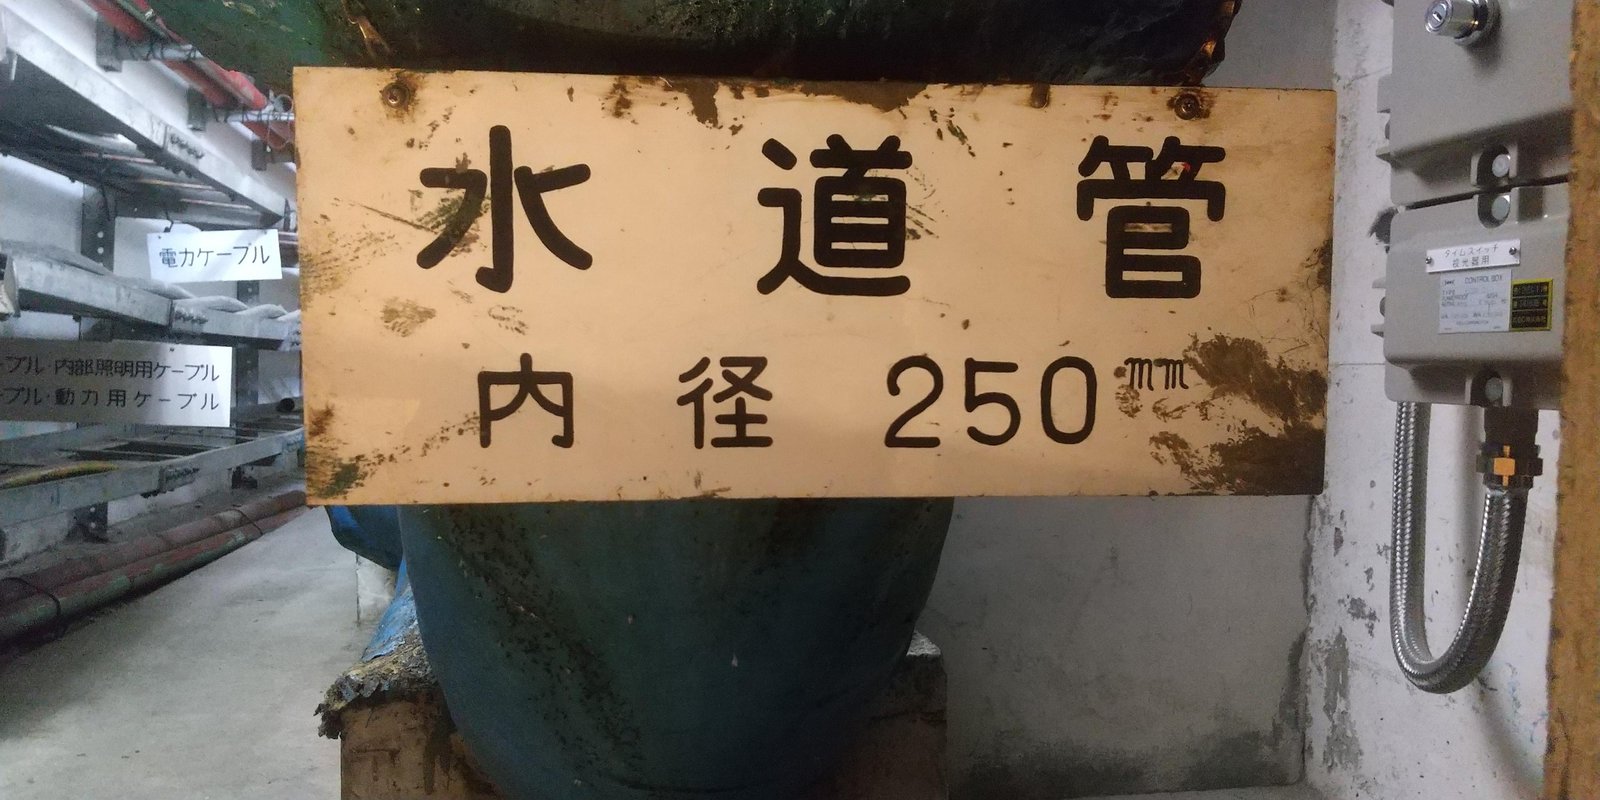 水道管
内径 250mm
電力ケーブル
ーブル・内部照明用ケーブル
ーブル・動力用ケーブル
タイムスイッチ
CONTROL BOX